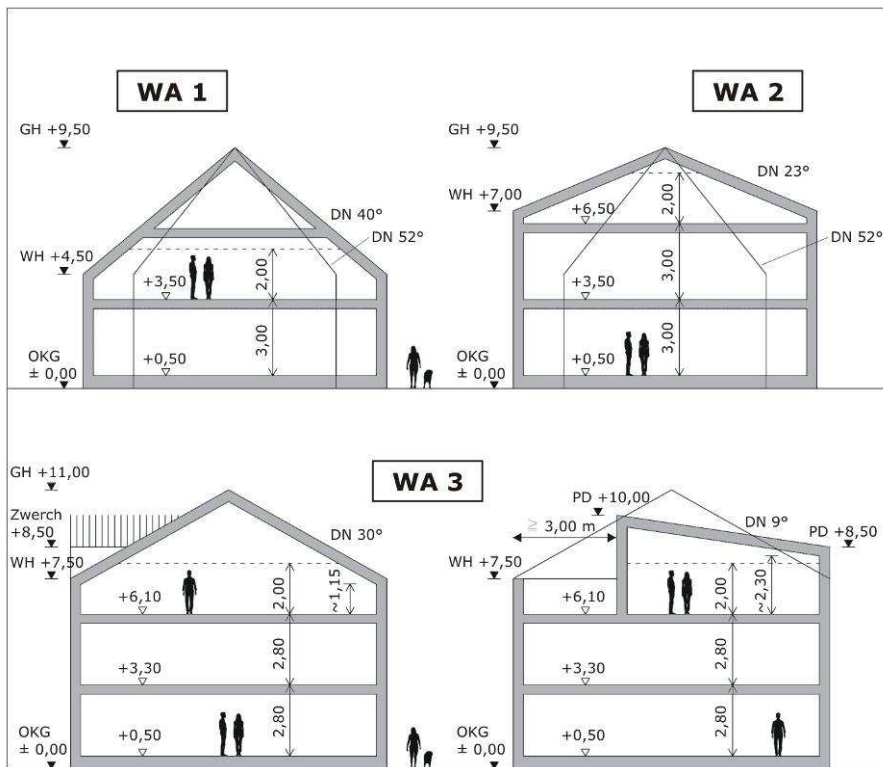 WA 1
GH +9,50
DN 40°
DN 52°
WH +4,50
+3,50
2,00
3,00
+0,50
OKG
± 0,00
WA 2
GH +9,50
DN 23°
WH +7,00
+6,50
2,00
DN 52°
3,00
+3,50
3,00
+0,50
OKG
± 0,00
WA 3
GH +11,00
Zwerch
+8,50
DN 30°
WH +7,50
+6,10
2,00
~1,15
2,80
+3,30
2,80
+0,50
OKG
± 0,00
PD +10,00
≥ 3,00 m
DN 9°
PD +8,50
WH +7,50
+6,10
2,00
~2,30
2,80
+3,30
2,80
+0,50
OKG
± 0,00